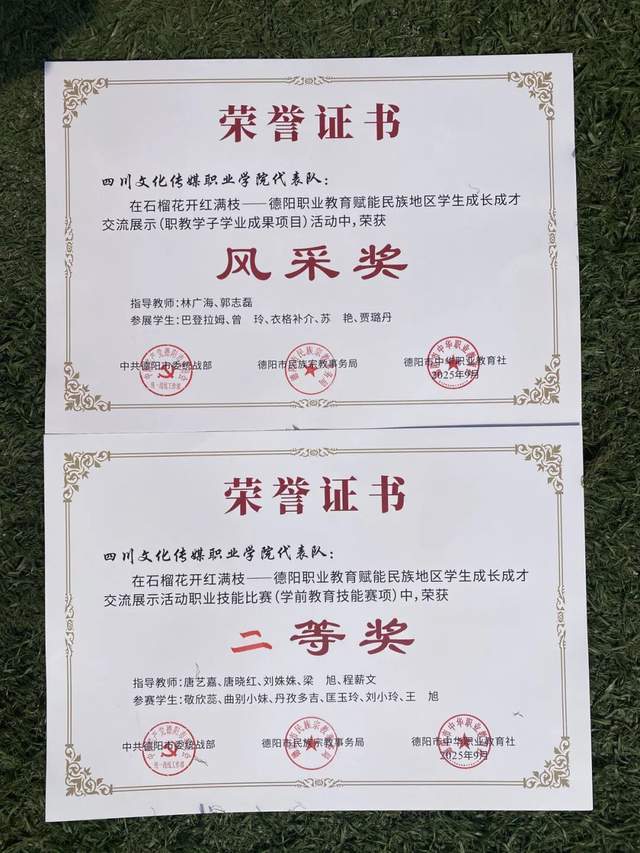 荣誉证书
四川文化传媒职业学院代表队：
在石榴花开红满枝——德阳职业教育赋能民族地区学生成长成才
交流展示（职教学子学业成果项目）活动中，荣获
风采奖
指导教师：林广海、郭志磊
参展学生：巴登拉姆、曾　玲、衣格补介、苏　艳、贾璐丹
中共德阳市委统战部　德阳市民族宗教事务局　德阳市中华职业教育社
2025年9月
荣誉证书
四川文化传媒职业学院代表队：
在石榴花开红满枝——德阳职业教育赋能民族地区学生成长成才
交流展示活动职业技能比赛（学前教育技能赛项）中，荣获
二等奖
指导教师：唐艺嘉、唐晓红、刘姝姝、梁　旭、程薪文
参赛学生：敬欣蕊、曲别小妹、丹孜多吉、匡玉玲、刘小玲、王　旭
中共德阳市委统战部　德阳市民族宗教事务局　德阳市中华职业教育社
2025年9月